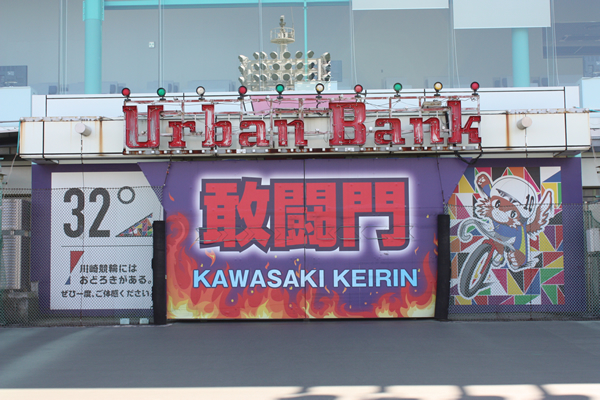 Urban Bank
32°
川崎競輪には
おどろきがある。
ぜひ一度、ご体感ください
敢闘門
KAWASAKI KEIRIN